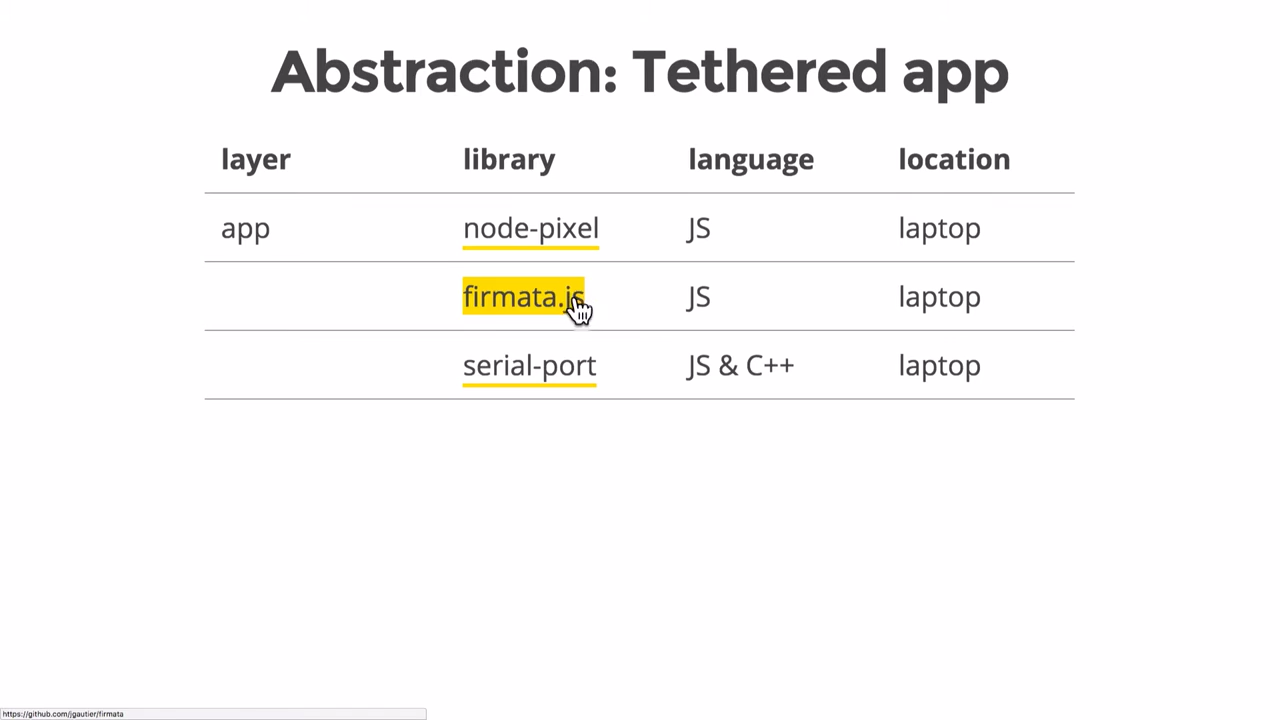 Abstraction: Tethered app
layer library language location
app node-pixel JS laptop
firmata.js JS laptop
serial-port JS & C++ laptop
https://github.com/jgautier/firmata